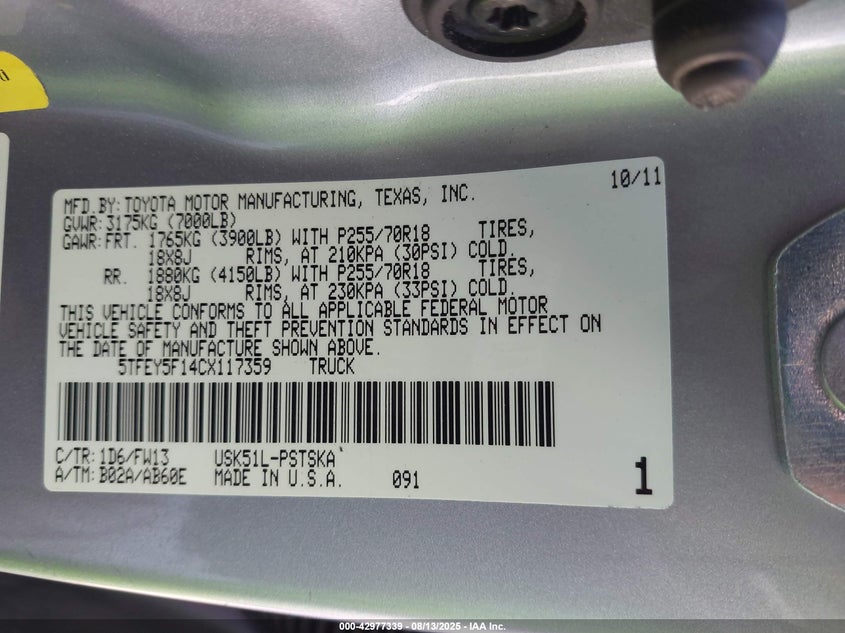 10/11
MFD.BY:TOYOTA MOTOR MANUFACTURING, TEXAS, INC.
GVWR:3175KG (7000LB)
GAWR:FRT. 1765KG (3900LB) WITH P255/70R18 TIRES,
18X8J RIMS, AT 210KPA (30PSI) COLD.
RR. 1880KG (4150LB) WITH P255/70R18 TIRES,
18X8J RIMS, AT 230KPA (33PSI) COLD.
THIS VEHICLE CONFORMS TO ALL APPLICABLE FEDERAL MOTOR
VEHICLE SAFETY AND THEFT PREVENTION STANDARDS IN EFFECT ON
THE DATE OF MANUFACTURE SHOWN ABOVE.
5TFEY5F14CX117359 TRUCK
C/TR:1D6/FW13 USK51L-PSTSKA
A/TM:B02A/AB60E MADE IN U.S.A. 091
1
000-42977339 - 08/13/2025 - IAA Inc.